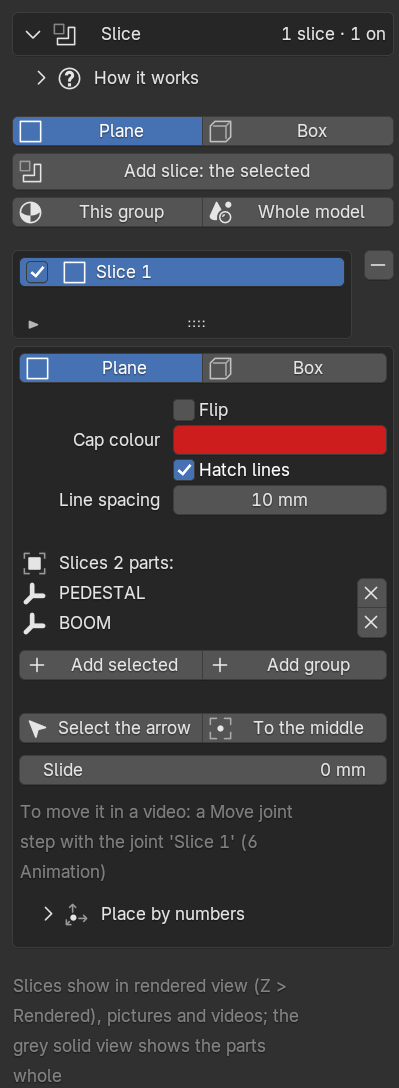 Slice 1 slice · 1 on
How it works
Plane Box
Add slice: the selected
This group Whole model
Slice 1
Plane Box
Flip
Cap colour
Hatch lines
Line spacing 10 mm
Slices 2 parts:
PEDESTAL
BOOM
Add selected Add group
Select the arrow To the middle
Slide 0 mm
To move it in a video: a Move joint
step with the joint 'Slice 1' (6
Animation)
Place by numbers
Slices show in rendered view (Z >
Rendered), pictures and videos; the
grey solid view shows the parts
whole